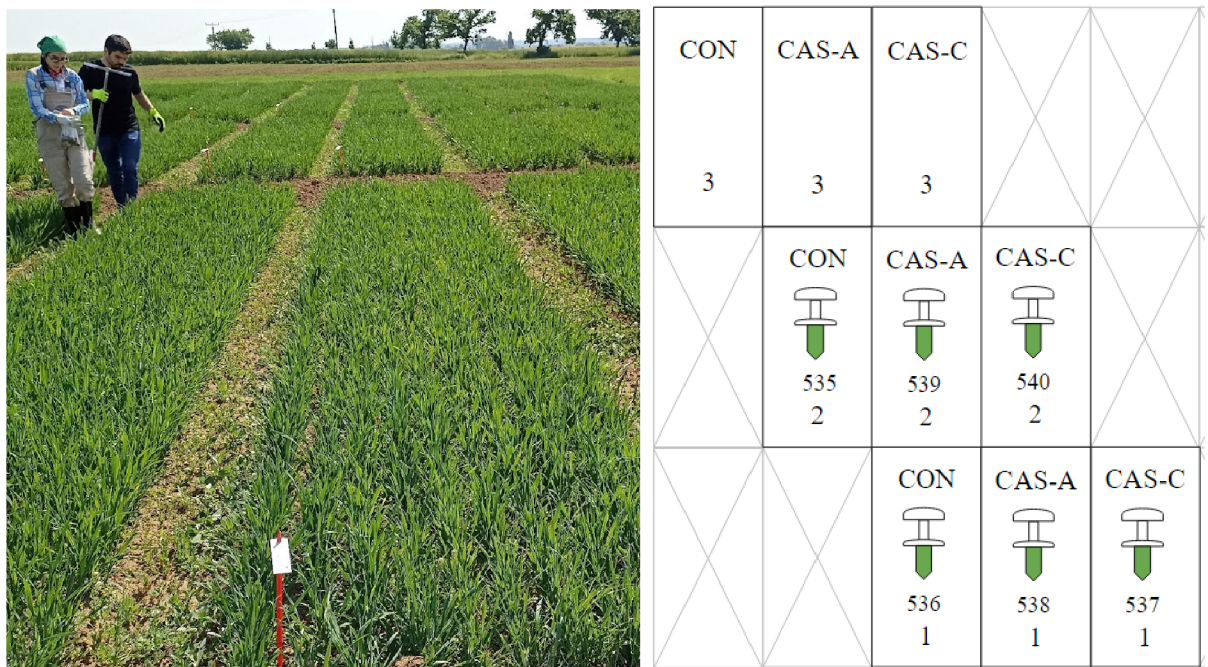 CON CAS-A CAS-C
3 3 3
CON CAS-A CAS-C
535 539 540
2 2 2
CON CAS-A CAS-C
536 538 537
1 1 1